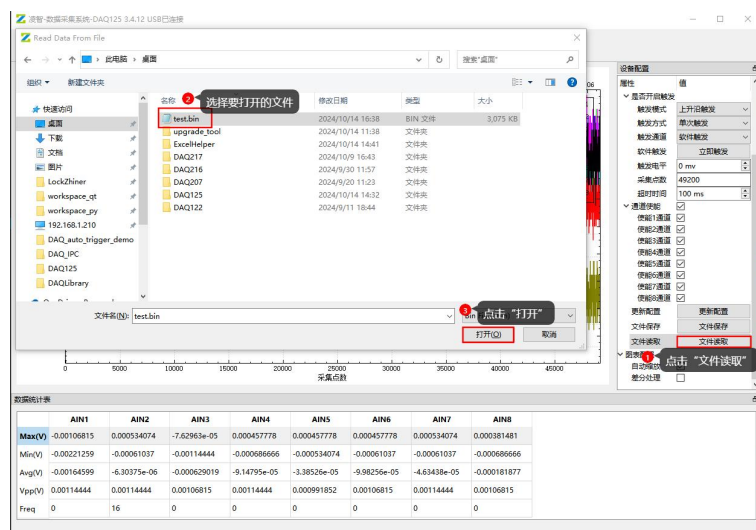 凌智-数据采集系统-DAQ125 3.4.12 USB已连接
Read Data From File
此电脑 › 桌面
搜索"桌面"
组织
新建文件夹
名称
修改日期
类型
大小
2 选择要打开的文件
快速访问
桌面
下载
文档
图片
LockZhiner
workspace_qt
workspace_py
192.168.1.210
DAQ_auto_trigger_demo
DAQ_IPC
DAQ125
DAQLibrary
test.bin 2024/10/14 16:38 BIN 文件 3,075 KB
upgrade_tool 2024/10/14 11:38 文件夹
ExcelHelper 2024/10/14 14:41 文件夹
DAQ217 2024/10/9 16:43 文件夹
DAQ216 2024/9/30 11:57 文件夹
DAQ207 2024/9/20 11:23 文件夹
DAQ125 2024/10/14 14:32 文件夹
DAQ122 2024/9/11 18:44 文件夹
文件名(N): test.bin
3 点击“打开”
打开(O) 取消
设备配置
属性 值
是否开启触发
触发模式 上升沿触发
触发方式 单次触发
触发通道 软件触发
软件触发 立即触发
触发电平 0 mv
采集点数 49200
超时时间 100 ms
通道使能
使能1通道
使能2通道
使能3通道
使能4通道
使能5通道
使能6通道
使能7通道
使能8通道
更新配置 更新配置
文件保存 文件保存
文件读取 文件读取
1 点击“文件读取”
差分处理
0 5000 10000 15000 20000 25000 30000 35000 40000 45000
采集点数
数据统计表
AIN1 AIN2 AIN3 AIN4 AIN5 AIN6 AIN7 AIN8
Max(V) -0.00106815 0.000534074 -7.62963e-05 0.000457778 0.000457778 0.000457778 0.000534074 0.000381481
Min(V) -0.00221259 -0.00061037 -0.00114444 -0.000686666 -0.000534074 -0.00061037 -0.00061037 -0.000686666
Avg(V) -0.00164599 -6.30375e-06 -0.00062901​9 -9.14795e-05 -3.38526e-05 -9.98256e-05 -4.63438e-05 -0.000181877
Vpp(V) 0.00114444 0.00114444 0.00106815 0.00114444 0.000991852 0.00106815 0.00114444 0.00106815
Freq 0 16 0 0 0 0 0 0